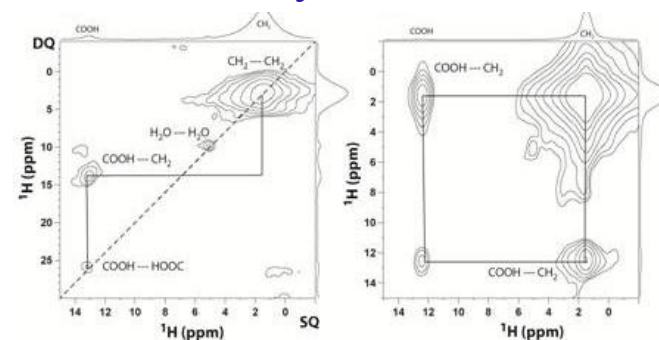 COOH
CH₂
DQ
CH₂ --- CH₂
H₂O --- H₂O
COOH --- CH₂
COOH --- HOOC
0
5
10
15
20
25
¹H (ppm)
14 12 10 8 6 4 2 0
¹H (ppm)
SQ
COOH
CH₂
COOH --- CH₂
COOH --- CH₂
0
2
4
6
8
10
12
14
¹H (ppm)
14 12 10 8 6 4 2 0 -2
¹H (ppm)